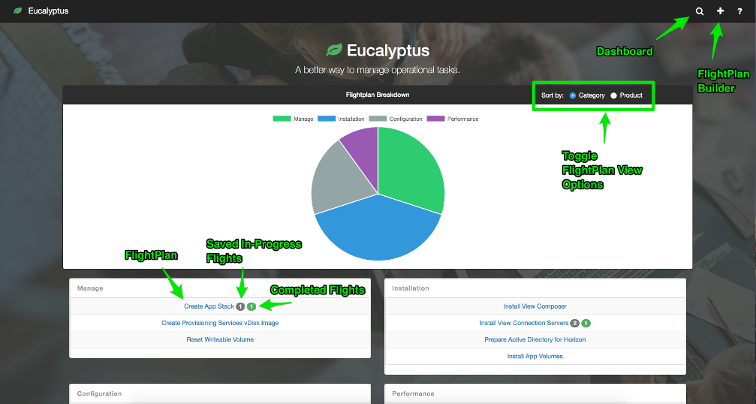 Eucalyptus
?
Dashboard
FlightPlan
Builder
Eucalyptus
A better way to manage operational tasks.
Flightplan Breakdown
Sort by: Category Product
Manage Installation Configuration Performance
Toggle
FlightPlan View
Options
FlightPlan
Saved In-Progress
Flights
Completed Flights
Manage
Create App Stack 1 1
Create Provisioning Services vDisk Image
Reset Writeable Volume
Installation
Install View Composer
Install View Connection Servers 2 1
Prepare Active Directory for Horizon
Install App Volumes
Configuration
Performance